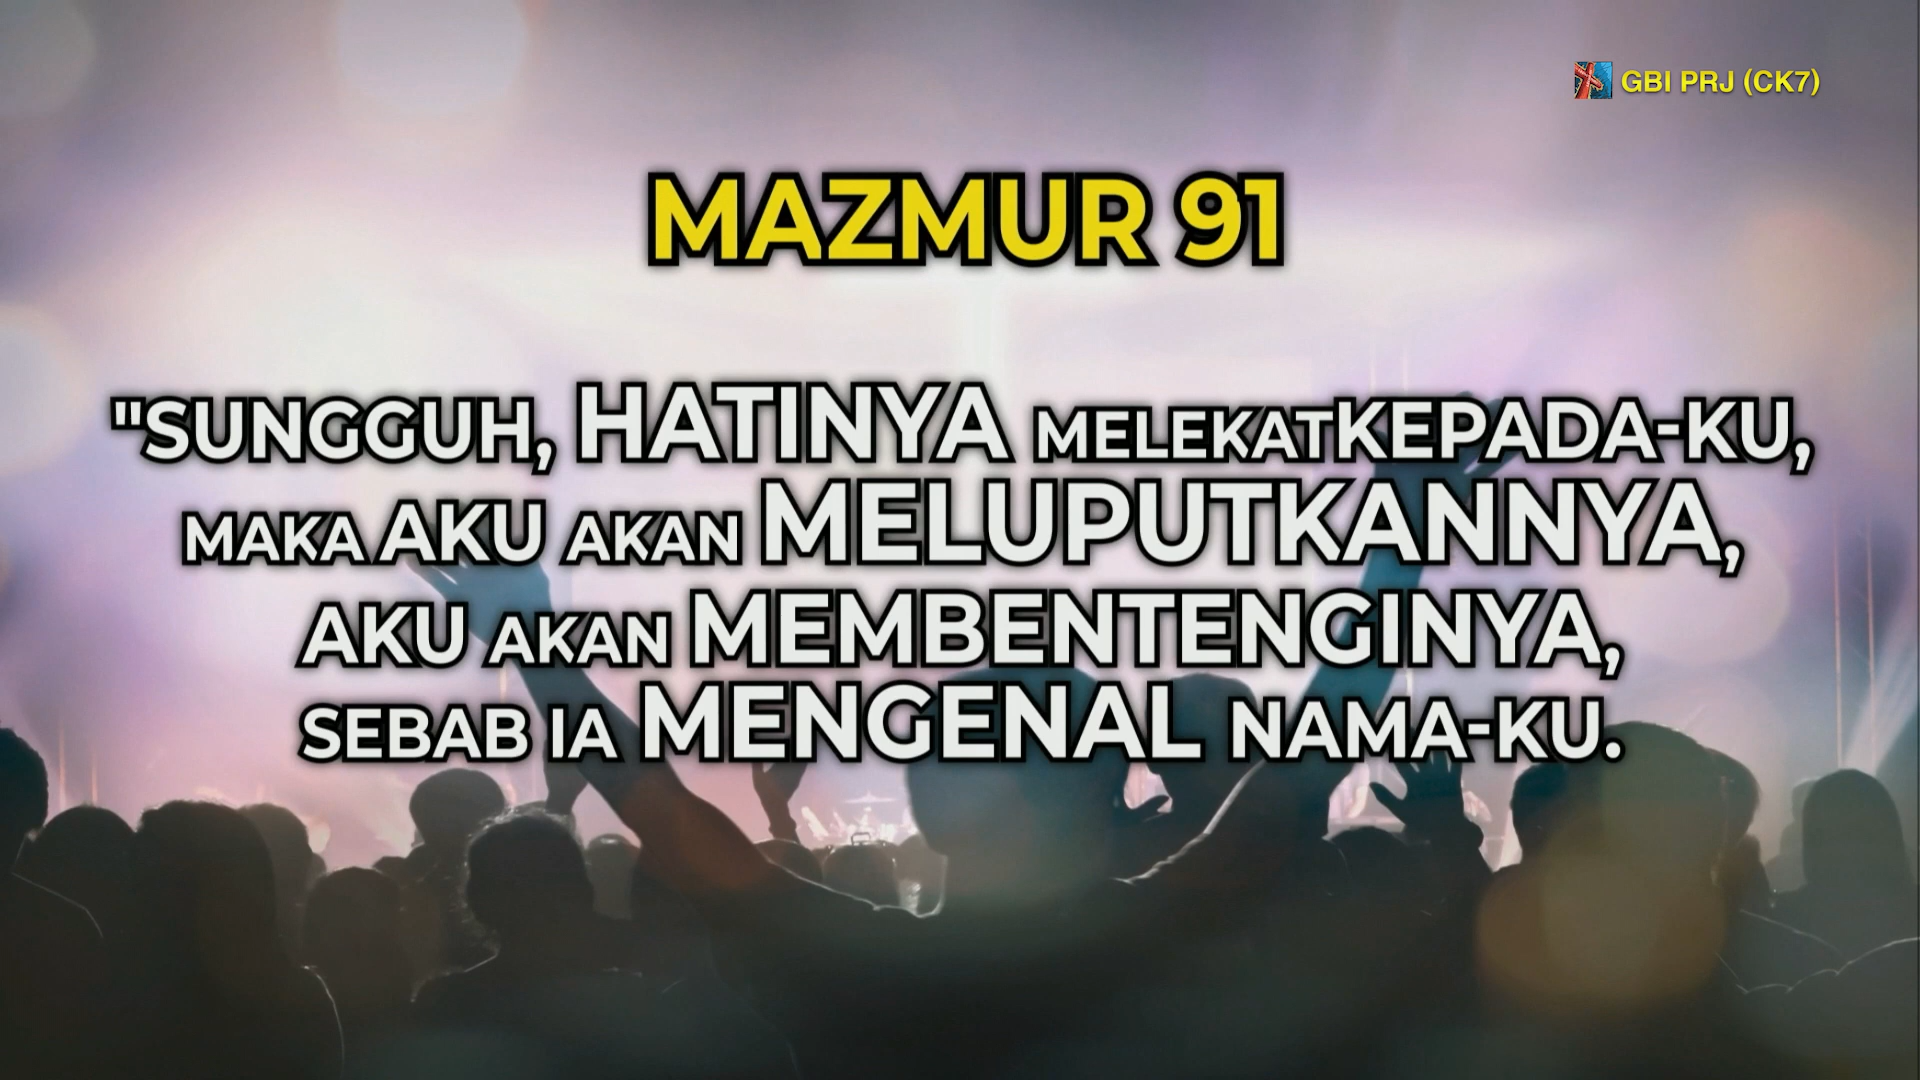 GBI PRJ (CK7)
MAZMUR 91
"SUNGGUH, HATINYA MELEKATKEPADA-KU,
MAKA AKU AKAN MELUPUTKANNYA,
AKU AKAN MEMBENTENGINYA,
SEBAB IA MENGENAL NAMA-KU.